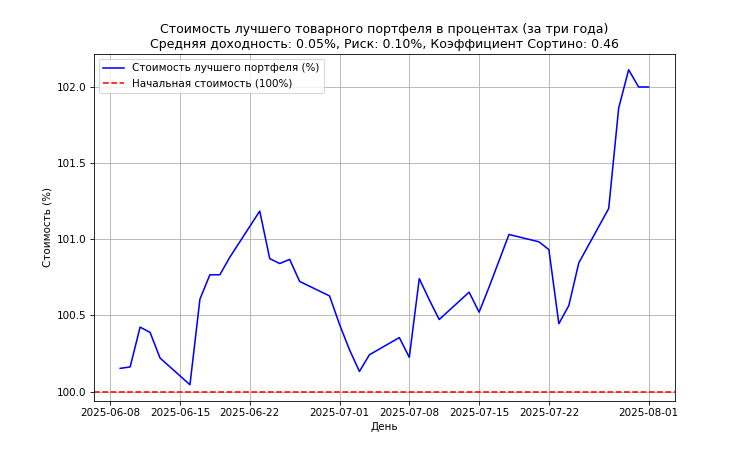 Стоимость лучшего товарного портфеля в процентах (за три года)
Средняя доходность: 0.05%, Риск: 0.10%, Коэффициент Сортино: 0.46
Стоимость лучшего портфеля (%)
Начальная стоимость (100%)
Стоимость (%)
102.0
101.5
101.0
100.5
100.0
2025-06-08 2025-06-15 2025-06-22 2025-07-01 2025-07-08 2025-07-15 2025-07-22 2025-08-01
День